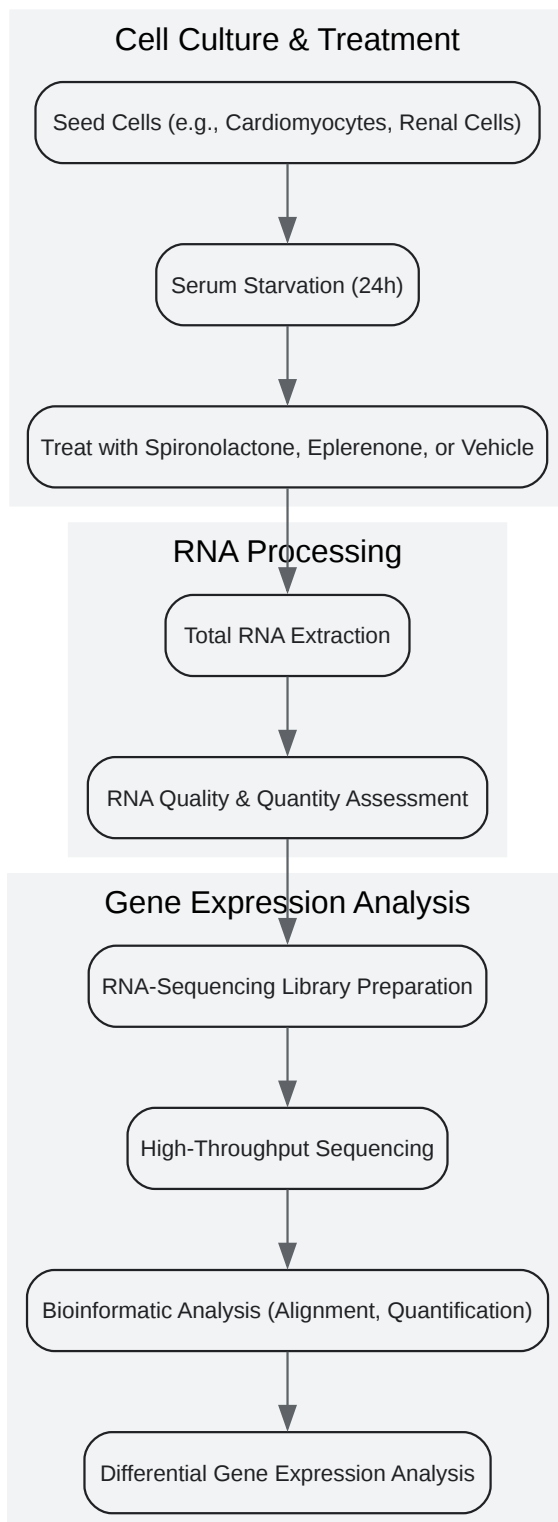 Cell Culture & Treatment
Seed Cells (e.g., Cardiomyocytes, Renal Cells)
Serum Starvation (24h)
Treat with Spironolactone, Eplerenone, or Vehicle
RNA Processing
Total RNA Extraction
RNA Quality & Quantity Assessment
Gene Expression Analysis
RNA-Sequencing Library Preparation
High-Throughput Sequencing
Bioinformatic Analysis (Alignment, Quantification)
Differential Gene Expression Analysis